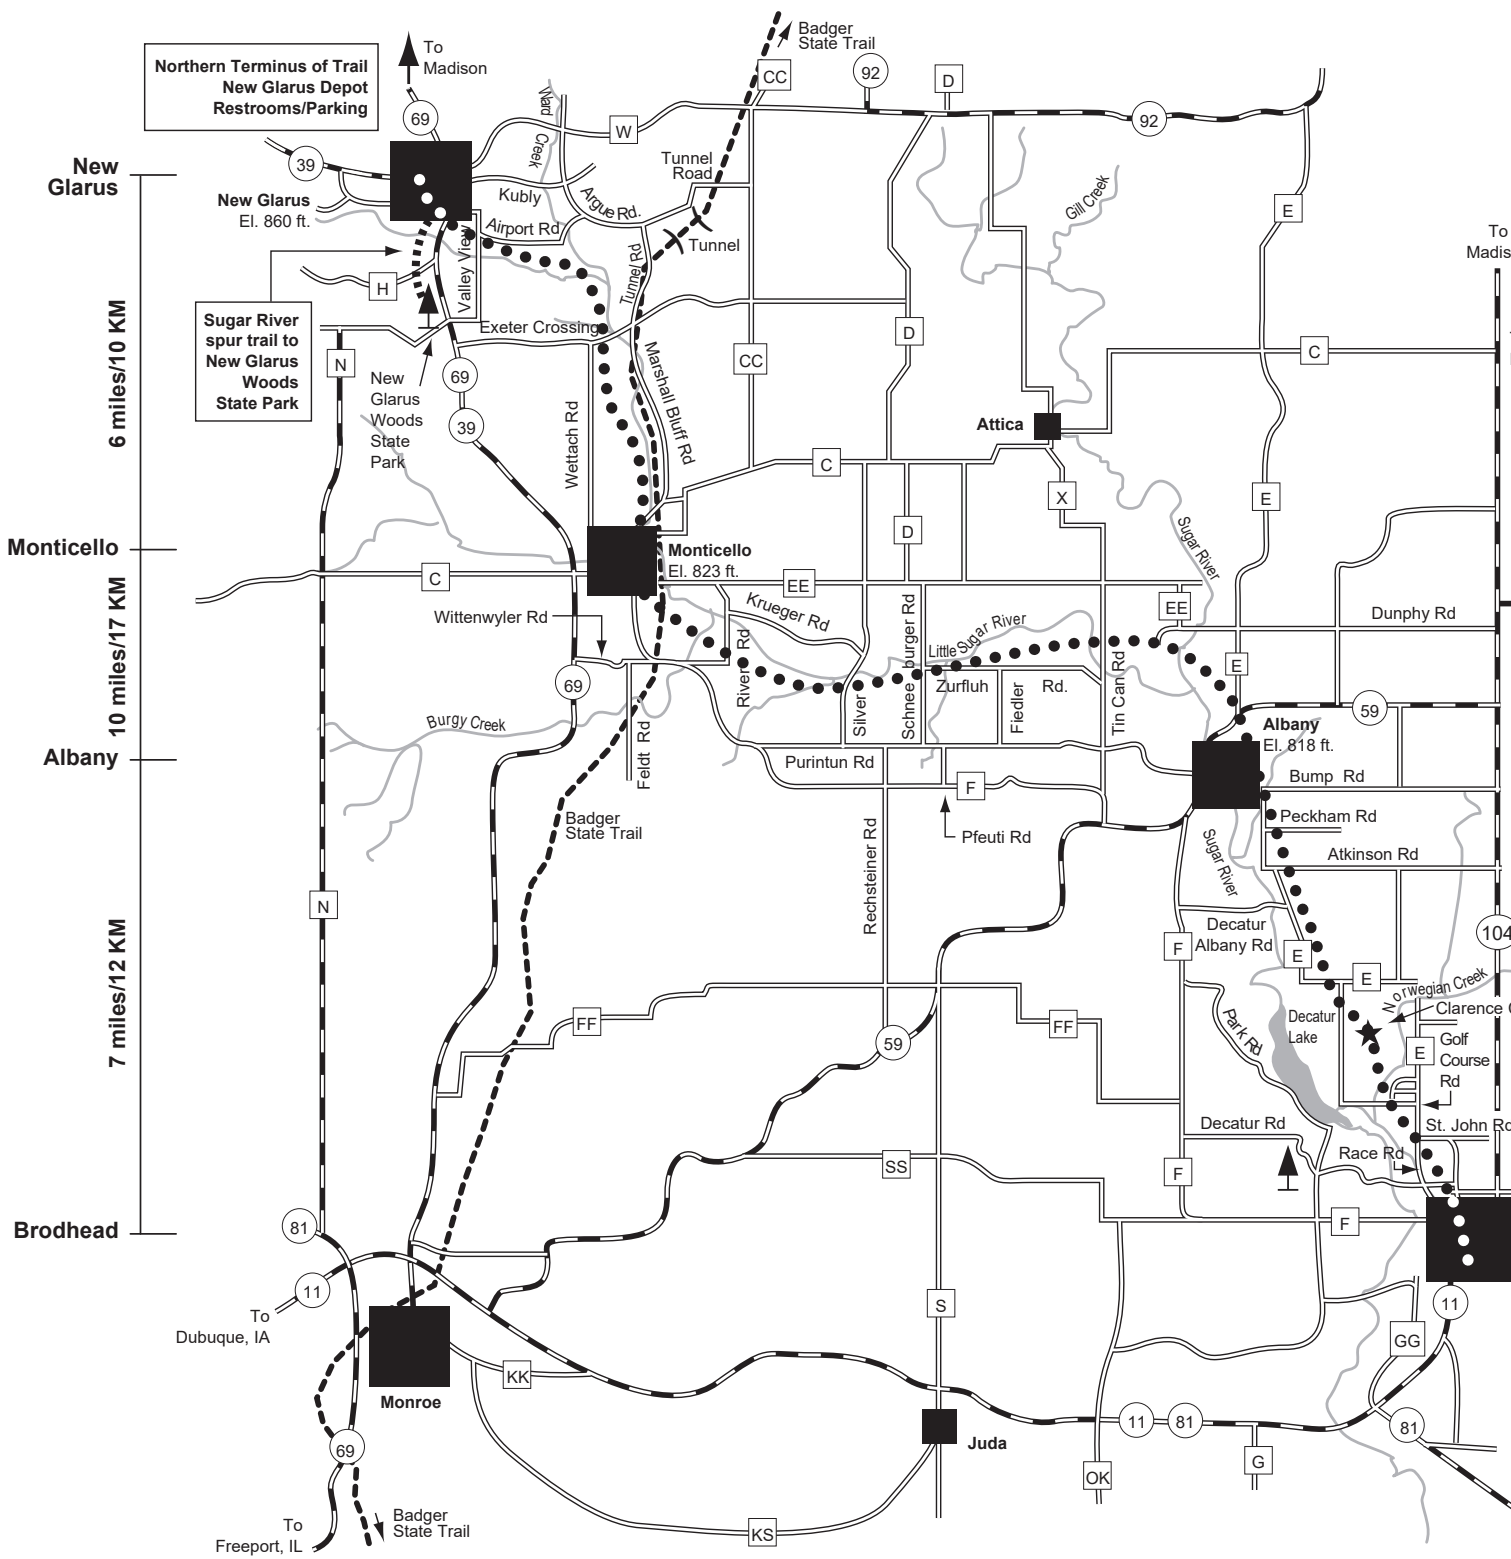 Badger
State Trail
To
Madison
Northern Terminus of Trail
New Glarus Depot
Restrooms/Parking
CC
92
D
69
W
92
Ward
Creek
Tunnel
Road
39
New
Glarus
Kubly
Argue Rd.
Gill Creek
New Glarus
El. 860 ft.
E
Airport Rd
Tunnel
To
Madis
Valley View
Tunnel Rd
H
Sugar River
spur trail to
New Glarus
Woods
State Park
Exeter Crossing
D
6 miles/10 KM
N
CC
C
69
New
Glarus
Woods
State
Park
Marshall Bluff Rd
39
Wettach Rd
Attica
C
X
E
D
Sugar River
Monticello
Monticello
El. 823 ft.
C
EE
EE
Krueger Rd
Schnee burger Rd
Dunphy Rd
Wittenwyler Rd
Little Sugar River
10 miles/17 KM
River Rd
E
69
Zurfluh
Rd.
Fiedler
Tin Can Rd
Silver
59
Burgy Creek
Feldt Rd
Albany
El. 818 ft.
Albany
Purintun Rd
Bump Rd
F
Badger
State Trail
Peckham Rd
Pfeuti Rd
Rechsteiner Rd
Sugar River
Atkinson Rd
N
Decatur
Albany Rd
104
7 miles/12 KM
F
E
E
Norwegian Creek
Clarence
FF
FF
Park Rd
Decatur
Lake
59
E
Golf
Course
Rd
Decatur Rd
St. John Rd
Race Rd
SS
F
81
F
Brodhead
11
To
Dubuque, IA
S
11
GG
KK
Monroe
11
81
81
Juda
69
G
OK
To
Freeport, IL
Badger
State Trail
KS